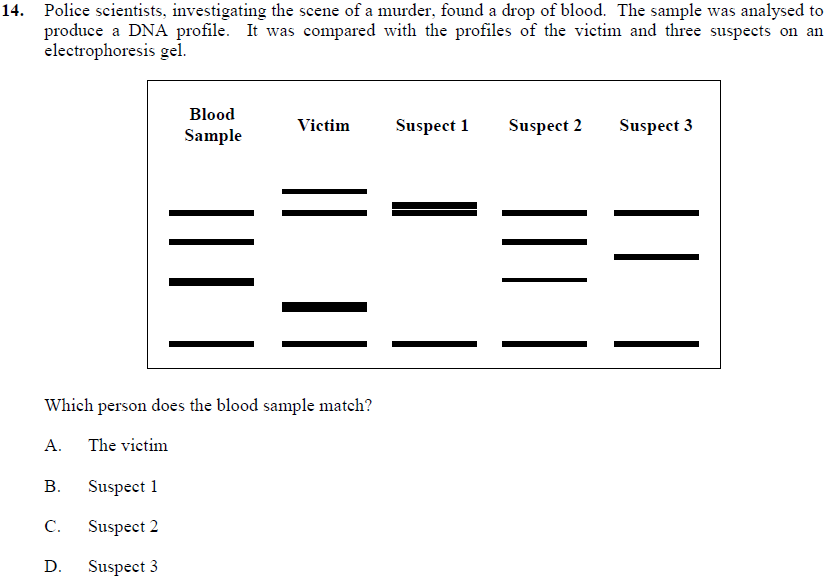 14. Police scientists, investigating the scene of a murder, found a drop of blood. The sample was analysed to
produce a DNA profile. It was compared with the profiles of the victim and three suspects on an
electrophoresis gel.
Blood
Sample
Victim
Suspect 1
Suspect 2
Suspect 3
Which person does the blood sample match?
A. The victim
B. Suspect 1
C. Suspect 2
D. Suspect 3